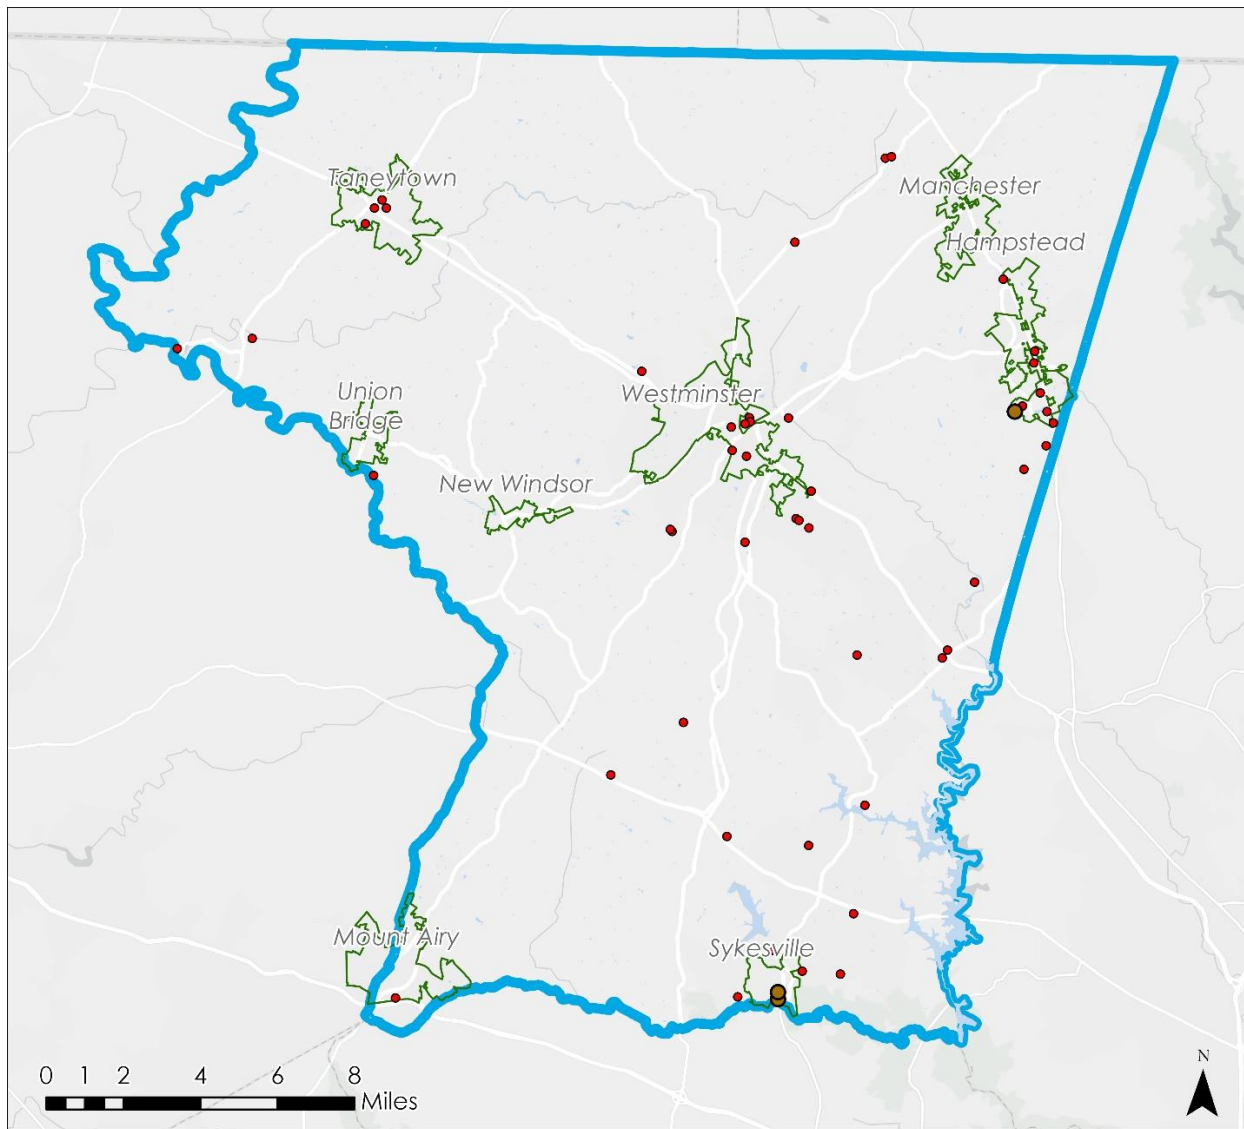 Taneytown
Manchester
Hampstead
Union
Bridge
Westminster
New Windsor
Mount Airy
Sykesville
N
0 1 2 4 6 8
Miles